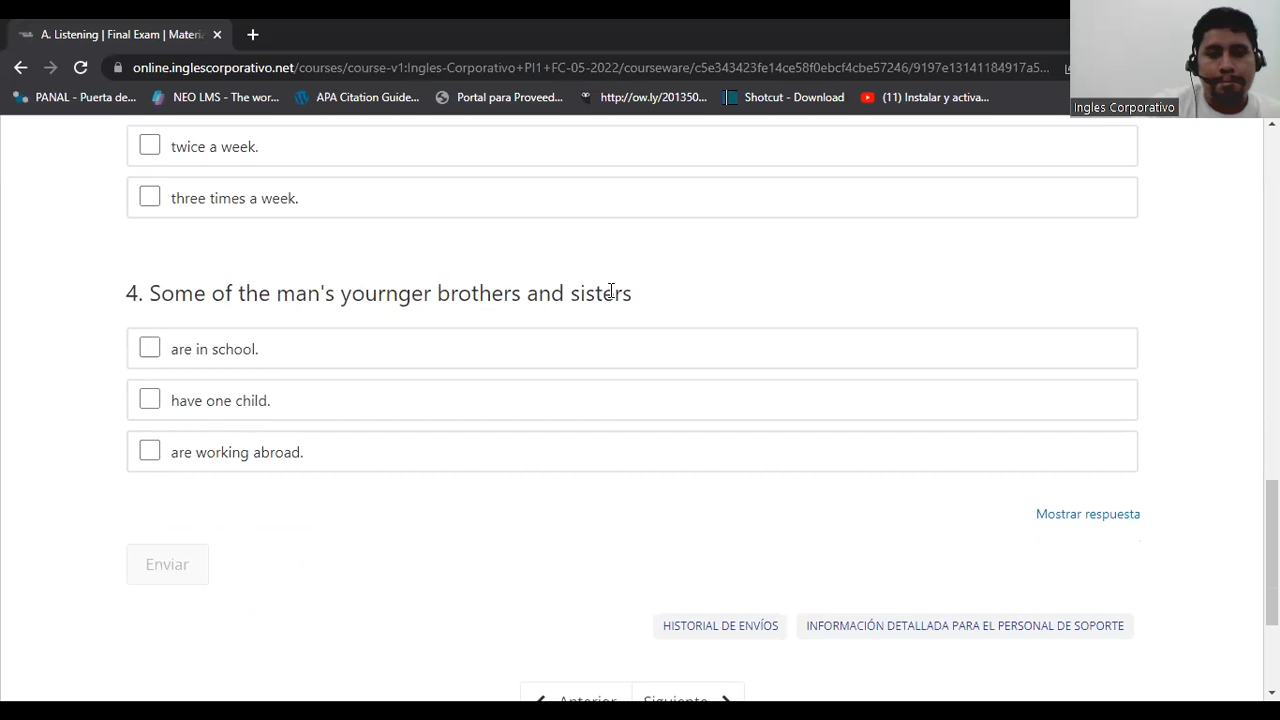 A. Listening | Final Exam | Materi
online.inglescorporativo.net/courses/course-v1:Ingles-Corporativo+PI1+FC-05-2022/courseware/c5e343423fe14ce58f0ebcf4cbe57246/9197e13141184917a5...
PANAL - Puerta de... NEO LMS - The wor... APA Citation Guide... Portal para Proveed... http://ow.ly/201350... Shotcut - Download (11) Instalar y activa...
Ingles Corporativo
twice a week.
three times a week.
4. Some of the man's yournger brothers and sisters
are in school.
have one child.
are working abroad.
Mostrar respuesta
Enviar
HISTORIAL DE ENVÍOS INFORMACIÓN DETALLADA PARA EL PERSONAL DE SOPORTE
Anterior Siguiente